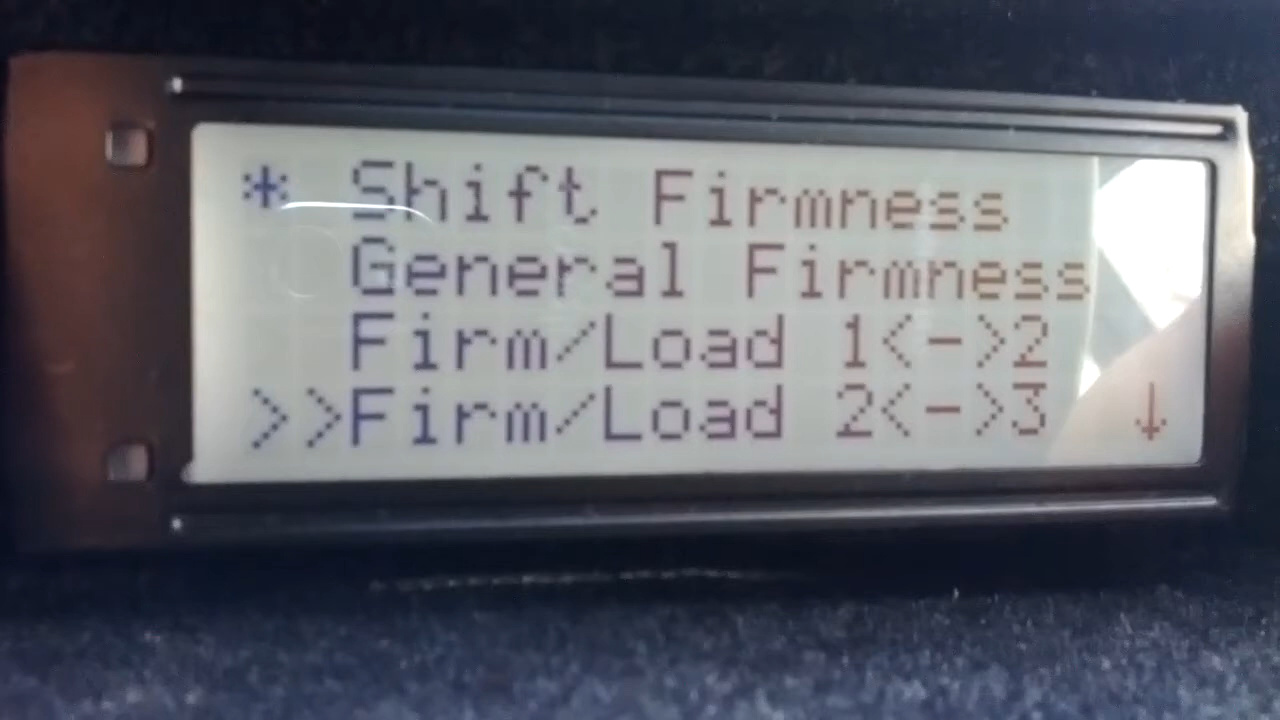 * Shift Firmness
General Firmness
Firm/Load 1<->2
>>Firm/Load 2<->3 ↓